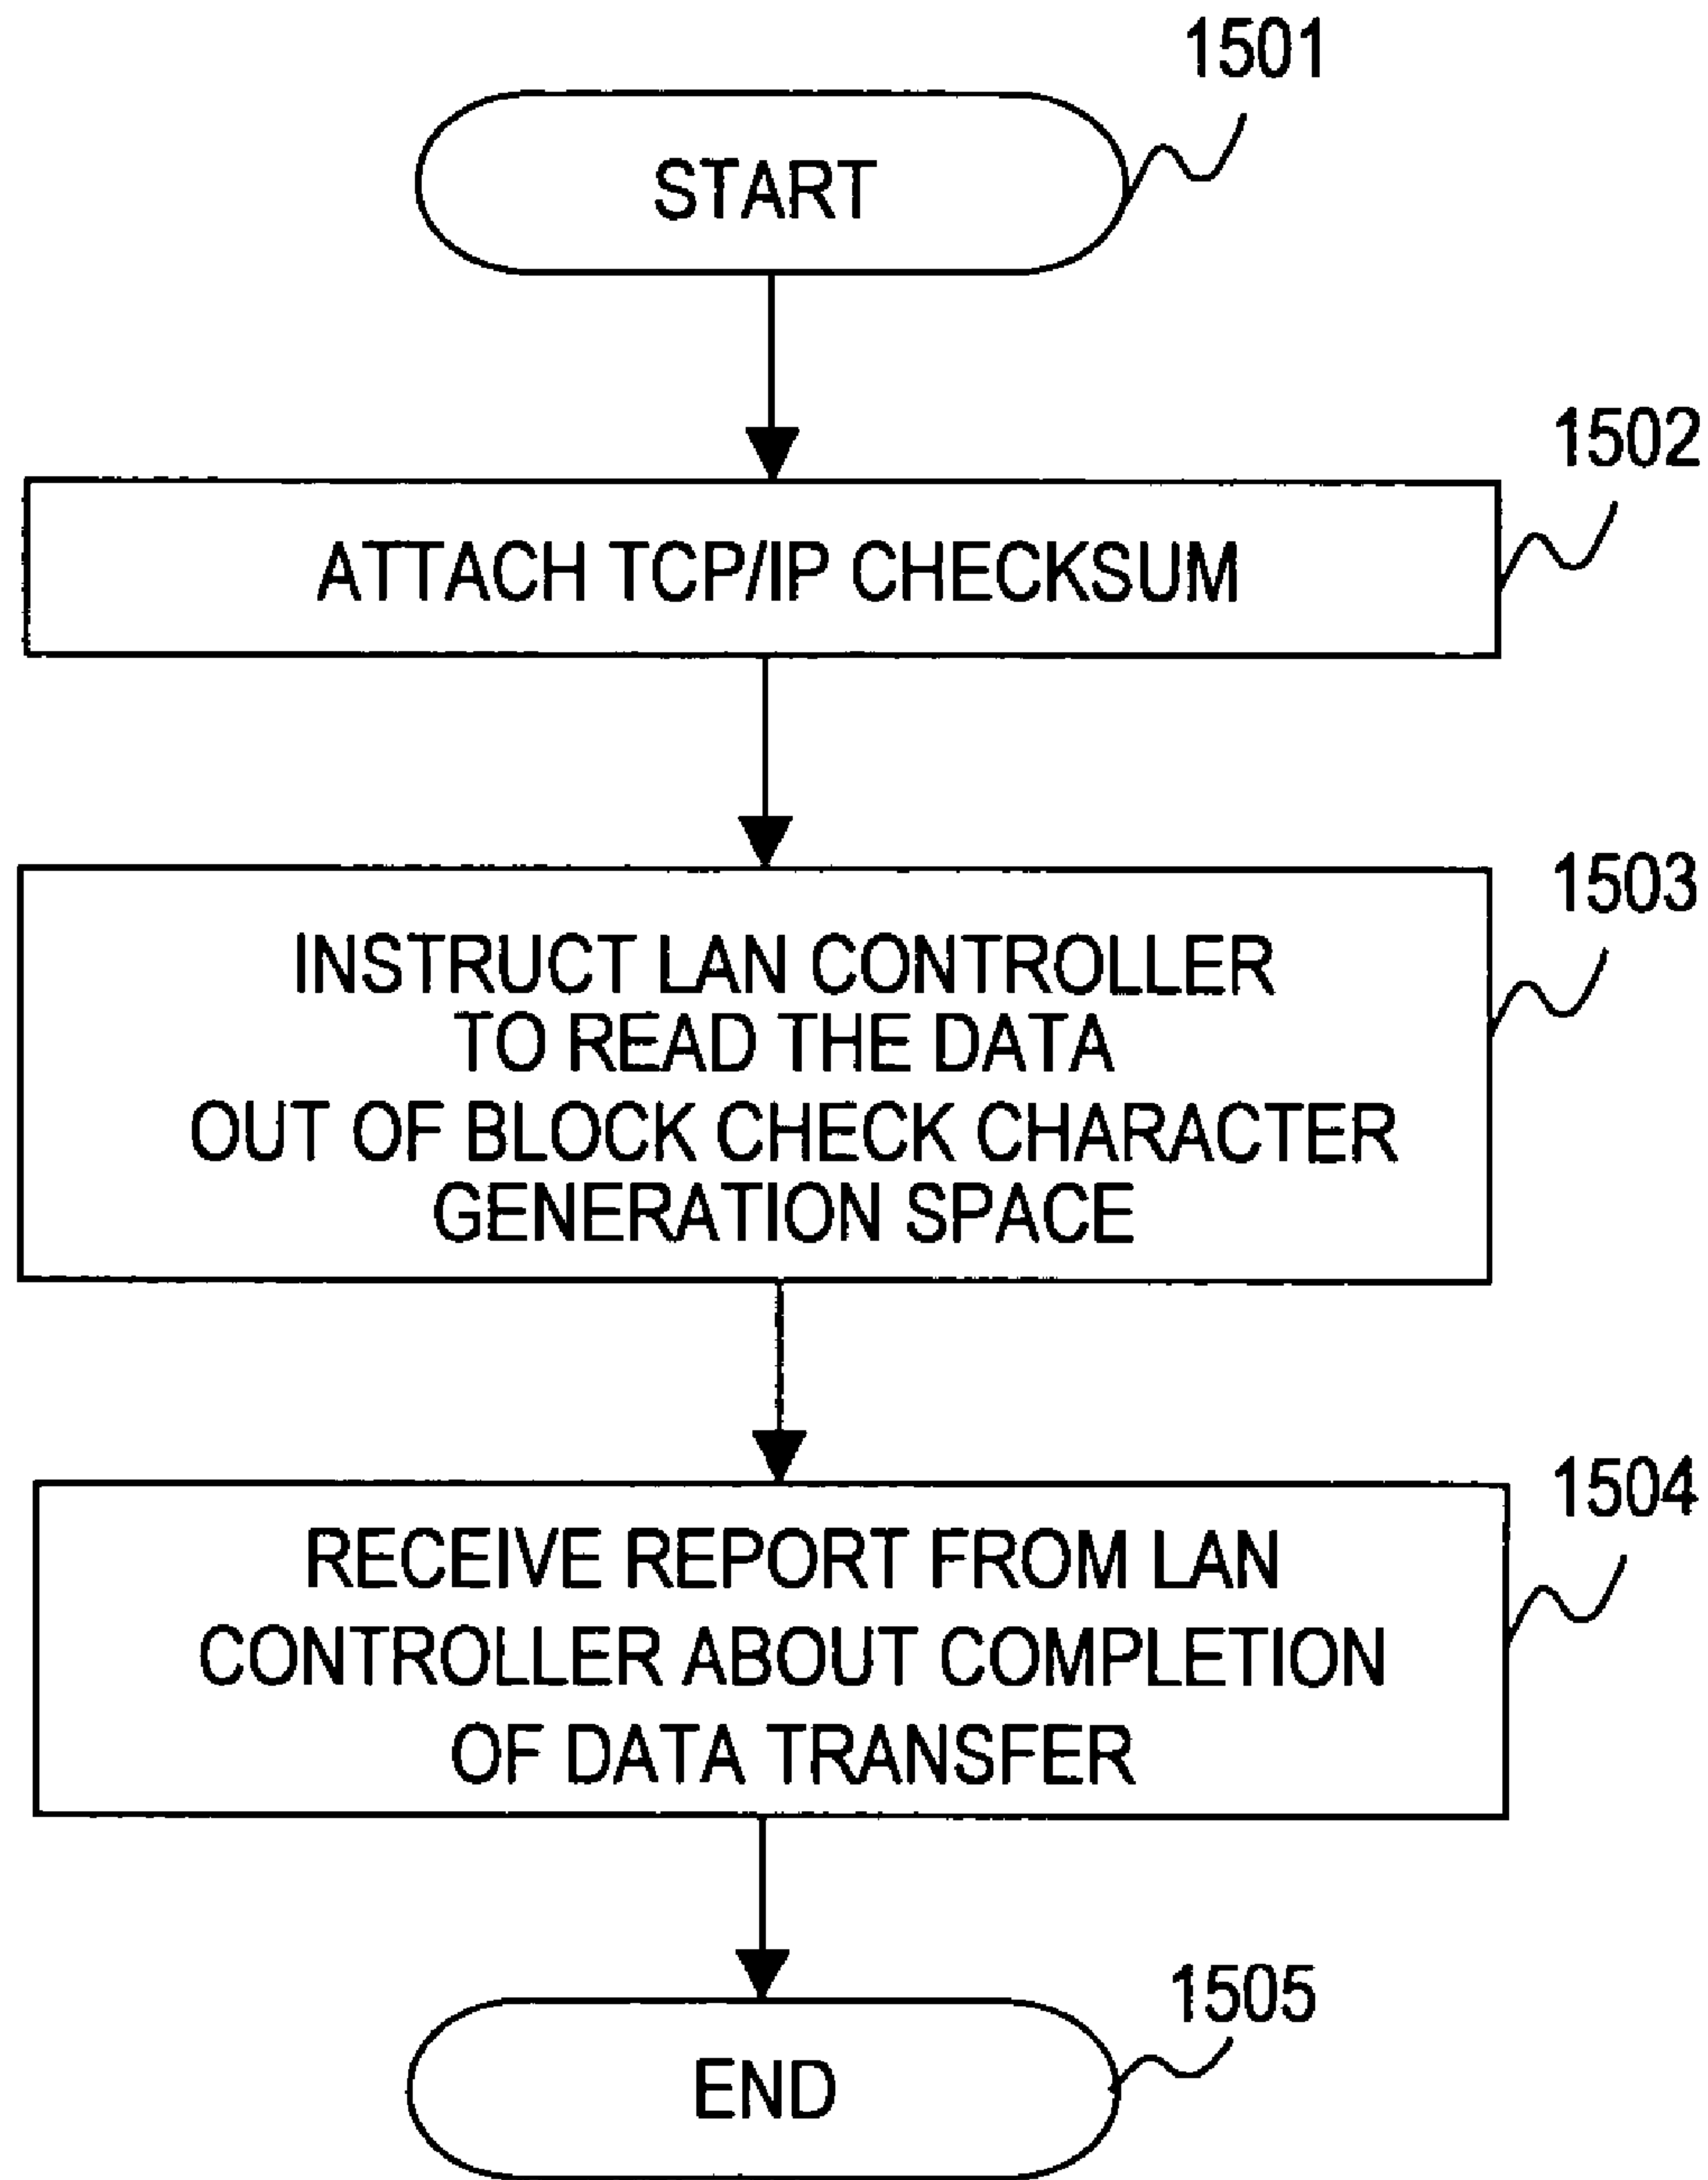 1501
START
1502
ATTACH TCP/IP CHECKSUM
1503
INSTRUCT LAN CONTROLLER
TO READ THE DATA
OUT OF BLOCK CHECK CHARACTER
GENERATION SPACE
1504
RECEIVE REPORT FROM LAN
CONTROLLER ABOUT COMPLETION
OF DATA TRANSFER
1505
END